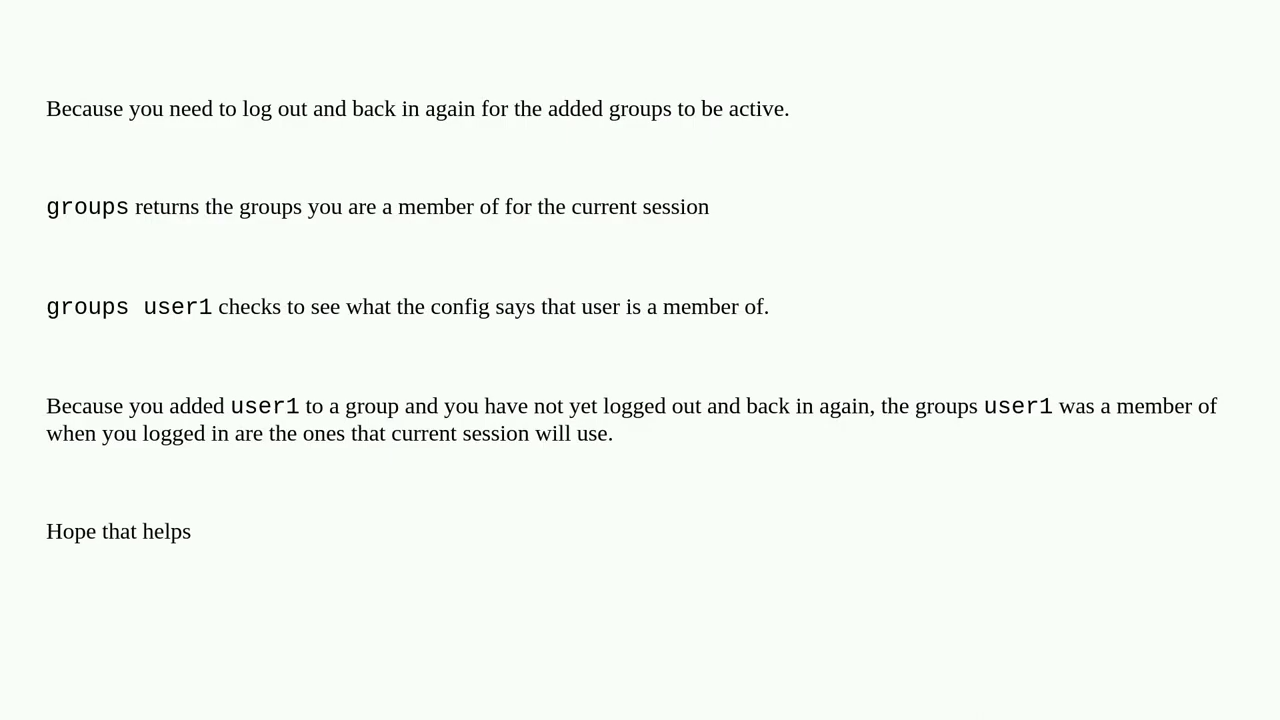 Because you need to log out and back in again for the added groups to be active.
groups returns the groups you are a member of for the current session
groups user1 checks to see what the config says that user is a member of.
Because you added user1 to a group and you have not yet logged out and back in again, the groups user1 was a member of
when you logged in are the ones that current session will use.
Hope that helps